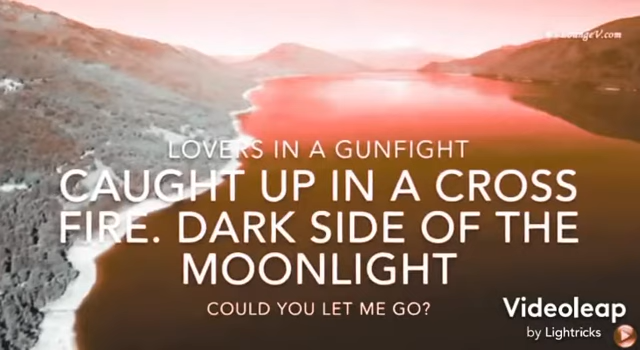 LOVERS IN A GUNFIGHT
CAUGHT UP IN A CROSS
FIRE. DARK SIDE OF THE
MOONLIGHT
COULD YOU LET ME GO?
Videoleap
by Lightricks